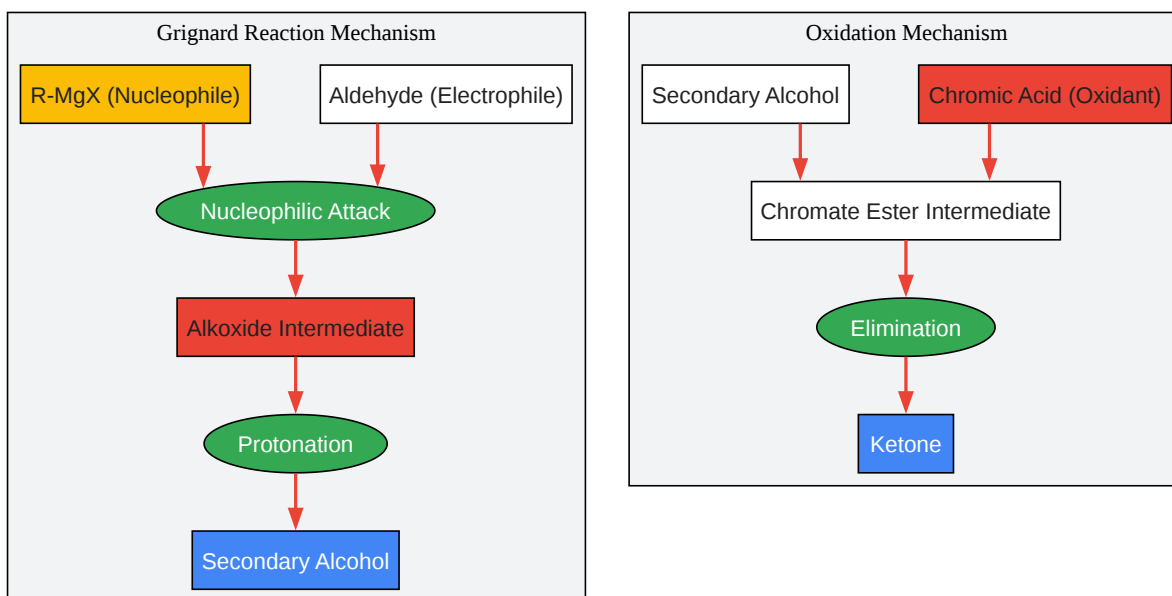 Grignard Reaction Mechanism
R-MgX (Nucleophile)
Aldehyde (Electrophile)
Nucleophilic Attack
Alkoxide Intermediate
Protonation
Secondary Alcohol
Oxidation Mechanism
Secondary Alcohol
Chromic Acid (Oxidant)
Chromate Ester Intermediate
Elimination
Ketone